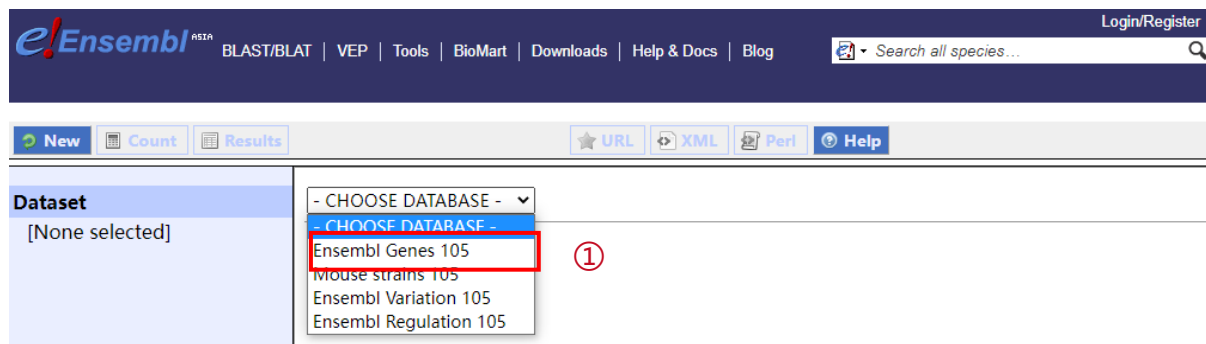 Login/Register
e!Ensembl ASIA
BLAST/BLAT | VEP | Tools | BioMart | Downloads | Help & Docs | Blog
Search all species...
New Count Results URL XML Perl Help
Dataset
[None selected]
- CHOOSE DATABASE -
- CHOOSE DATABASE -
Ensembl Genes 105
①
Mouse strains 105
Ensembl Variation 105
Ensembl Regulation 105